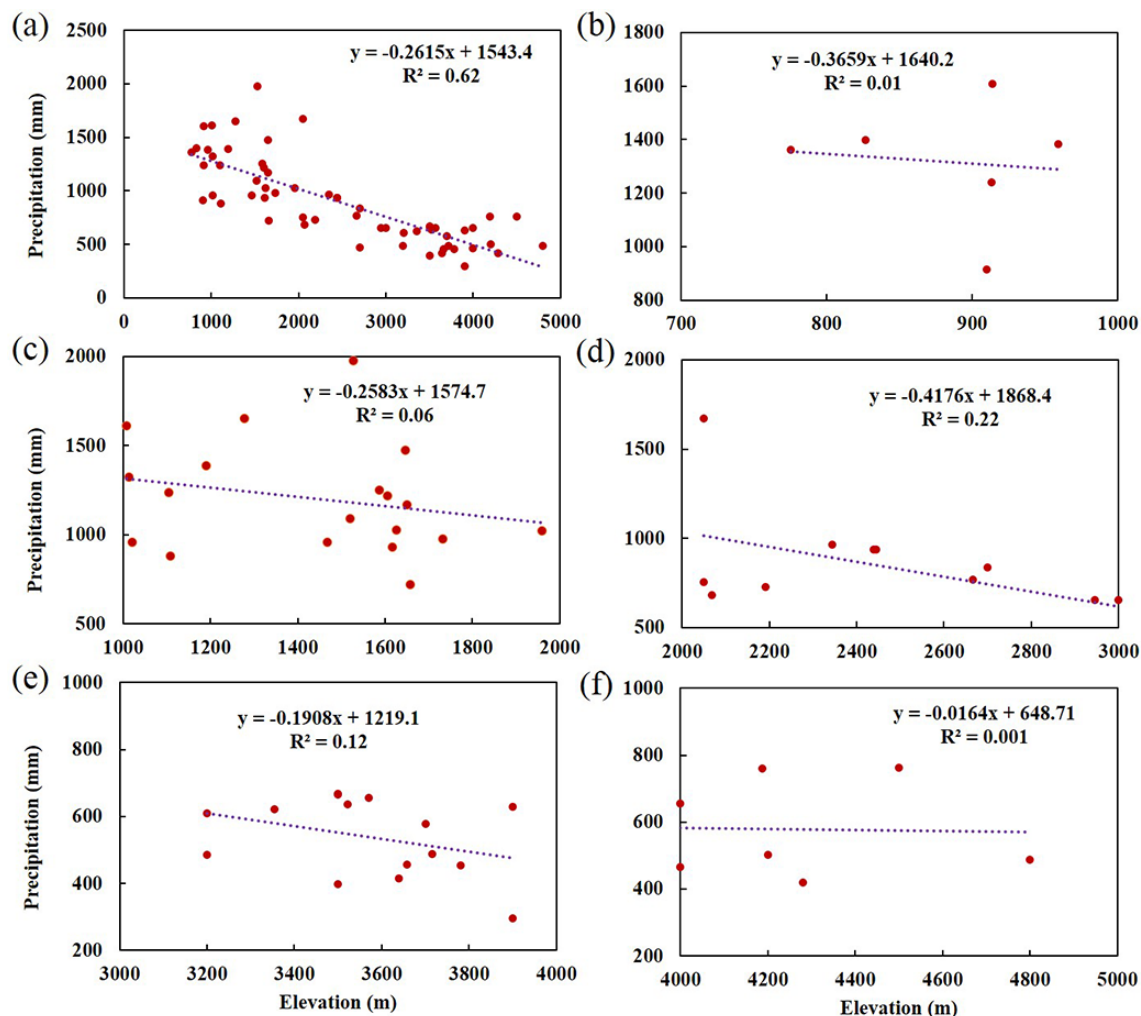 (a)
y = -0.2615x + 1543.4
R² = 0.62
Precipitation (mm)
2500
2000
1500
1000
500
0
0 1000 2000 3000 4000 5000
(b)
y = -0.3659x + 1640.2
R² = 0.01
1800
1600
1400
1200
1000
800
700 800 900 1000
(c)
y = -0.2583x + 1574.7
R² = 0.06
Precipitation (mm)
2000
1500
1000
500
1000 1200 1400 1600 1800 2000
(d)
y = -0.4176x + 1868.4
R² = 0.22
2000
1500
1000
500
2000 2200 2400 2600 2800 3000
(e)
y = -0.1908x + 1219.1
R² = 0.12
Precipitation (mm)
1000
800
600
400
200
3000 3200 3400 3600 3800 4000
Elevation (m)
(f)
y = -0.0164x + 648.71
R² = 0.001
1000
800
600
400
200
4000 4200 4400 4600 4800 5000
Elevation (m)